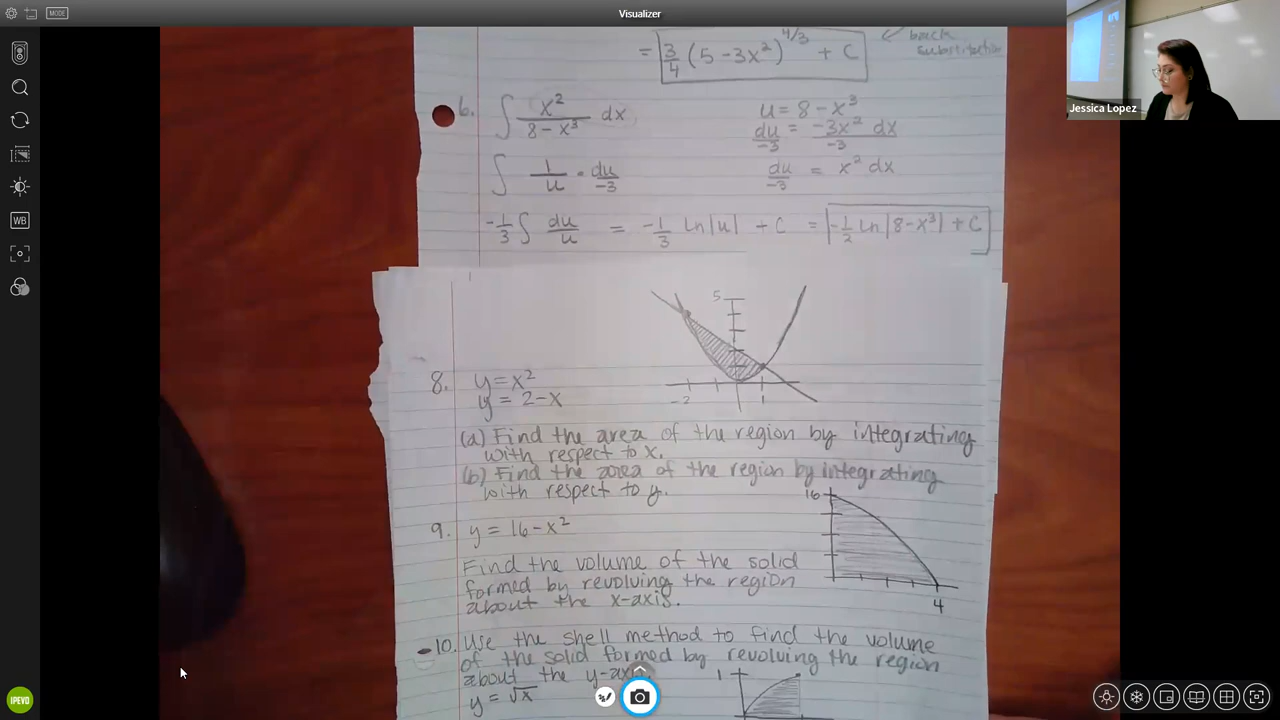 MODE
Visualizer
Jessica Lopez
= 3/4 (5-3x²)^4/3 + C
back
substitution
6. ∫ x²/(8-x³) dx
u = 8-x³
du/-3 = -3x² dx/-3
∫ 1/u · du/-3
du/-3 = x² dx
-1/3 ∫ du/u = -1/3 ln|u| + C = -1/2 ln|8-x³| + C
5
-2 1
8. y=x²
y = 2-x
(a) Find the area of the region by integrating
with respect to x.
(b) Find the area of the region by integrating
with respect to y.
16
9. y = 16-x²
Find the volume of the solid
formed by revolving the region
about the x-axis.
4
10. Use the shell method to find the volume
of the solid formed by revolving the region
about the y-axis.
1
y = √x
WB
IPEVO